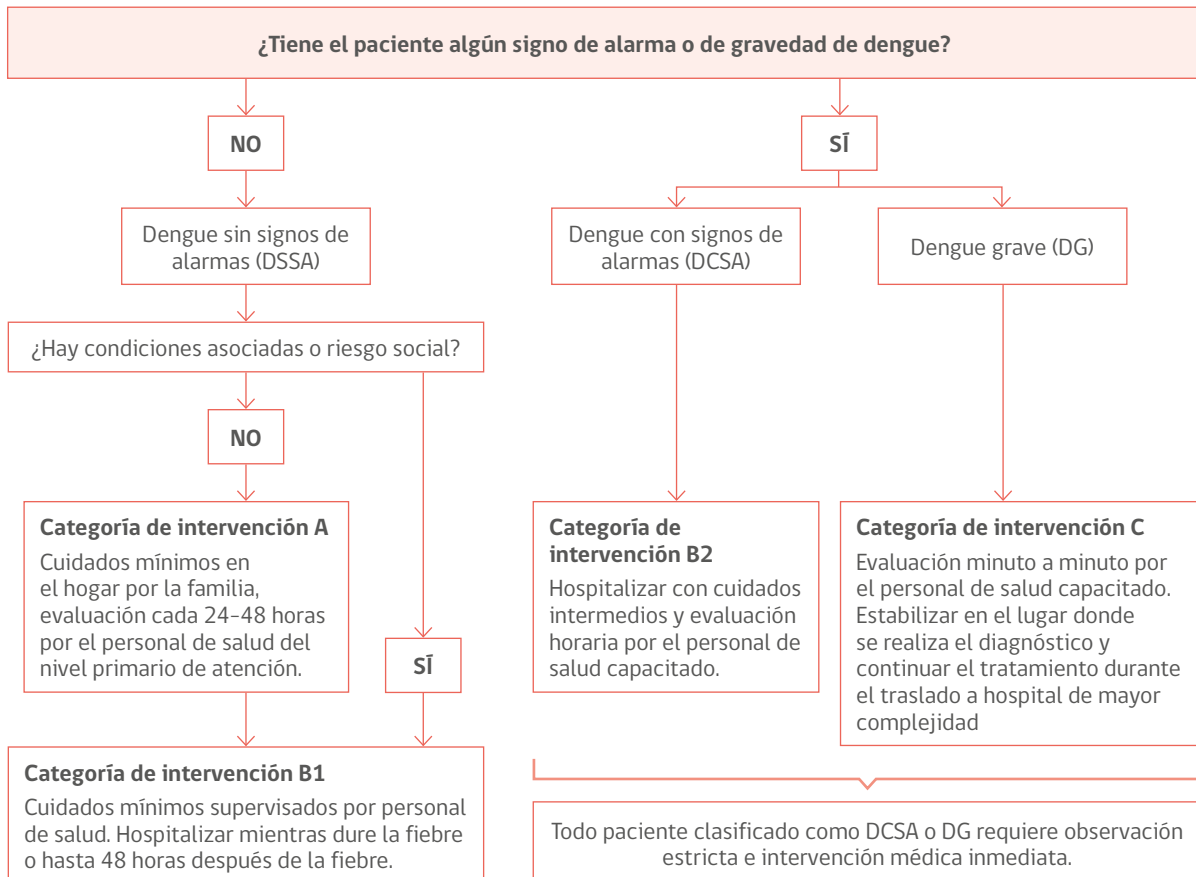 ¿Tiene el paciente algún signo de alarma o de gravedad de dengue?
NO
SÍ
Dengue sin signos de
alarmas (DSSA)
Dengue con signos de
alarmas (DCSA)
Dengue grave (DG)
¿Hay condiciones asociadas o riesgo social?
NO
Categoría de intervención A
Cuidados mínimos en
el hogar por la familia,
evaluación cada 24-48 horas
por el personal de salud del
nivel primario de atención.
SÍ
Categoría de intervención B1
Cuidados mínimos supervisados por personal
de salud. Hospitalizar mientras dure la fiebre
o hasta 48 horas después de la fiebre.
Categoría de
intervención B2
Hospitalizar con cuidados
intermedios y evaluación
horaria por el personal de
salud capacitado.
Categoría de intervención C
Evaluación minuto a minuto por
el personal de salud capacitado.
Estabilizar en el lugar donde
se realiza el diagnóstico y
continuar el tratamiento durante
el traslado a hospital de mayor
complejidad
Todo paciente clasificado como DCSA o DG requiere observación
estricta e intervención médica inmediata.